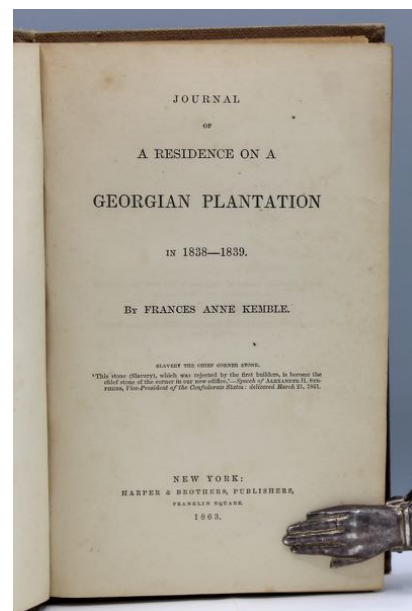 JOURNAL
OF
A RESIDENCE ON A
GEORGIAN PLANTATION
IN 1838—1839.
BY FRANCES ANNE KEMBLE.
SLAVERY THE CHIEF CORNER STONE.
'This stone (Slavery), which was rejected by the first builders, is become the
chief stone of the corner in our new edifice.'—Speech of ALEXANDER H. STE-
PHENS, Vice-President of the Confederate States: delivered March 21, 1861.
NEW YORK:
HARPER & BROTHERS, PUBLISHERS,
FRANKLIN SQUARE.
1863.